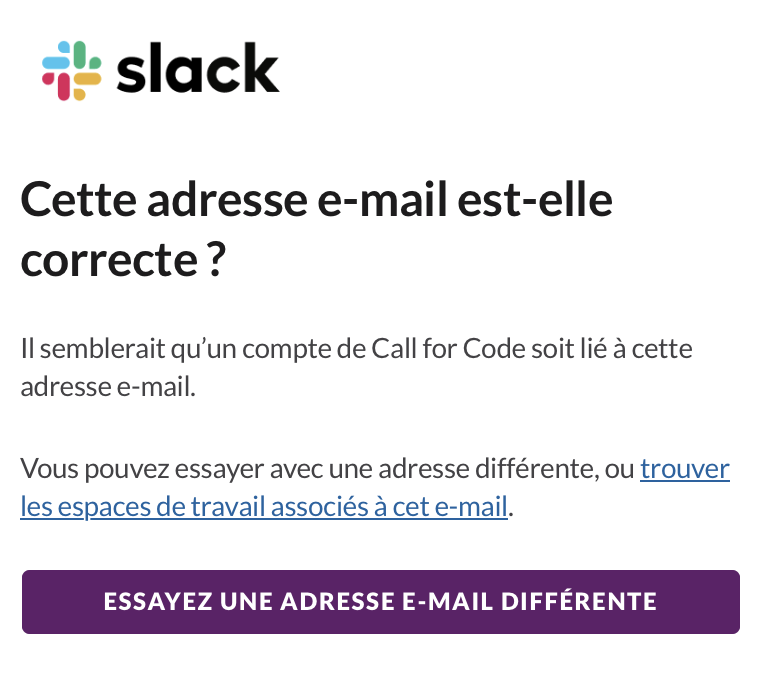 slack
Cette adresse e-mail est-elle
correcte ?
Il semblerait qu’un compte de Call for Code soit lié à cette
adresse e-mail.
Vous pouvez essayer avec une adresse différente, ou trouver
les espaces de travail associés à cet e-mail.
ESSAYEZ UNE ADRESSE E-MAIL DIFFÉRENTE